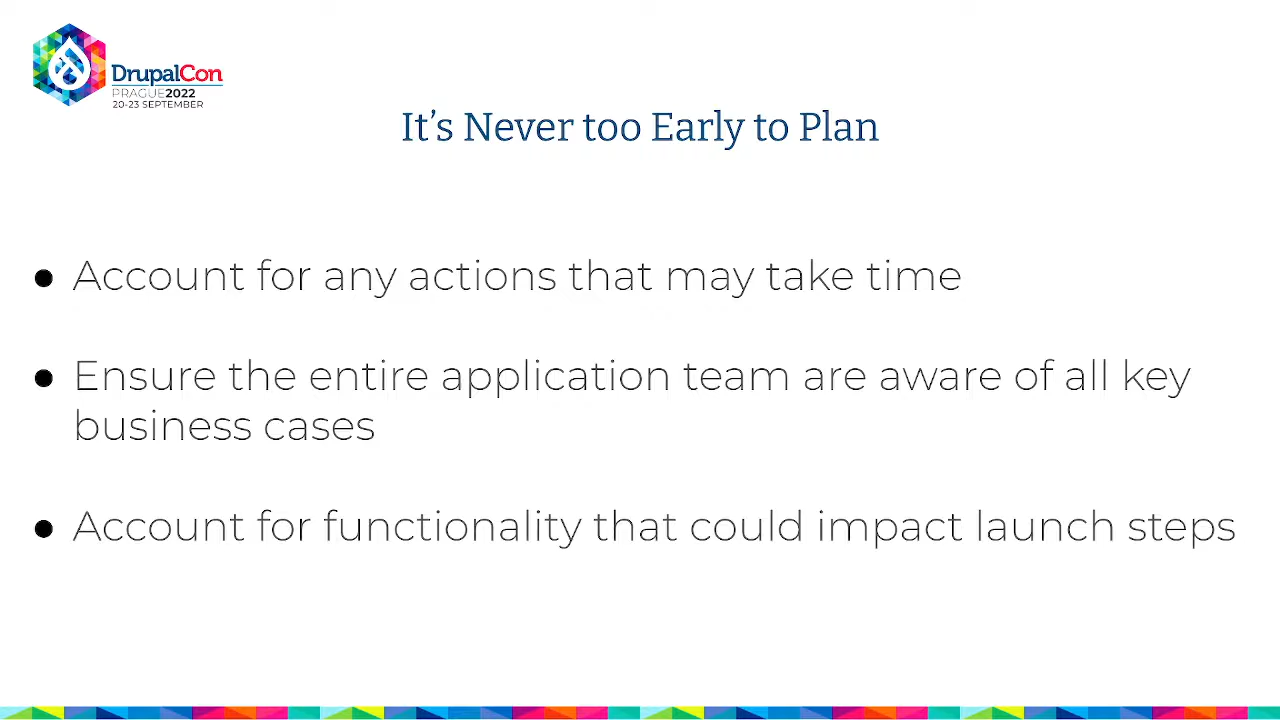 DrupalCon
PRAGUE2022
20-23 SEPTEMBER
It’s Never too Early to Plan
● Account for any actions that may take time
● Ensure the entire application team are aware of all key
business cases
● Account for functionality that could impact launch steps